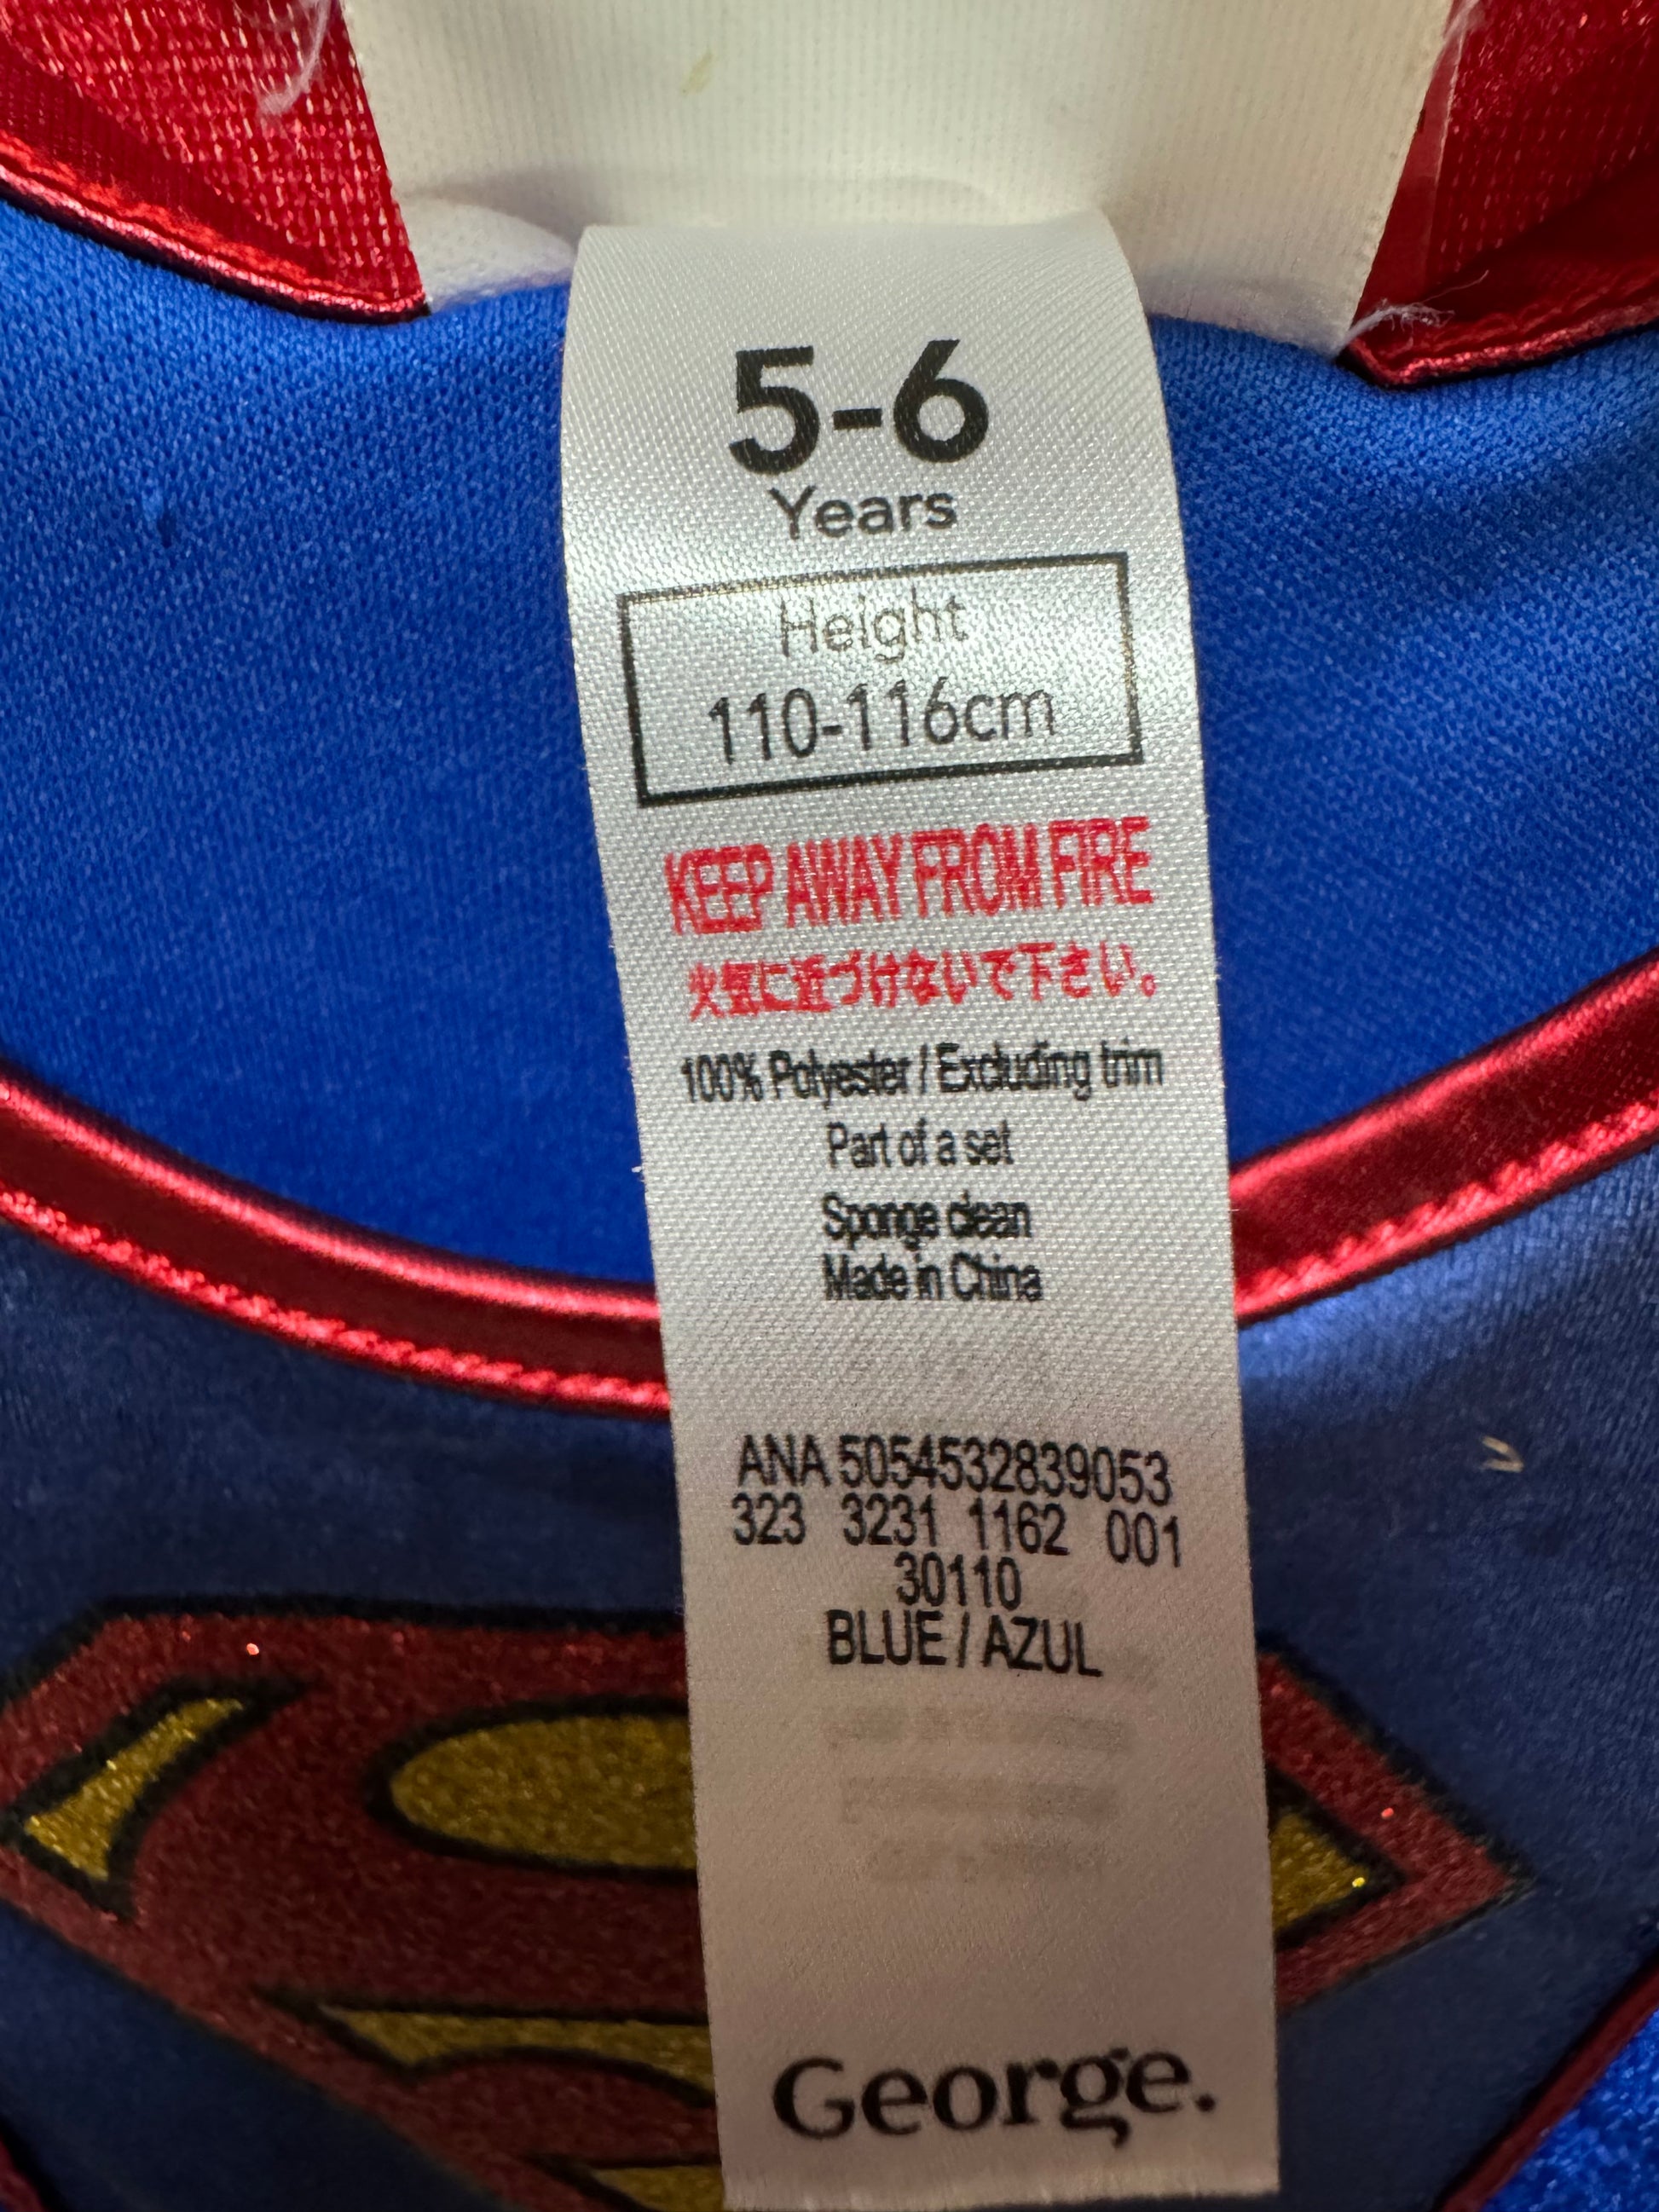 5-6
Years
Height
110-116cm
KEEP AWAY FROM FIRE
火気に近づけないで下さい。
100% Polyester / Excluding trim
Part of a set
Sponge clean
Made in China
ANA 5054532839053
323 3231 1162 001
30110
BLUE / AZUL
George.